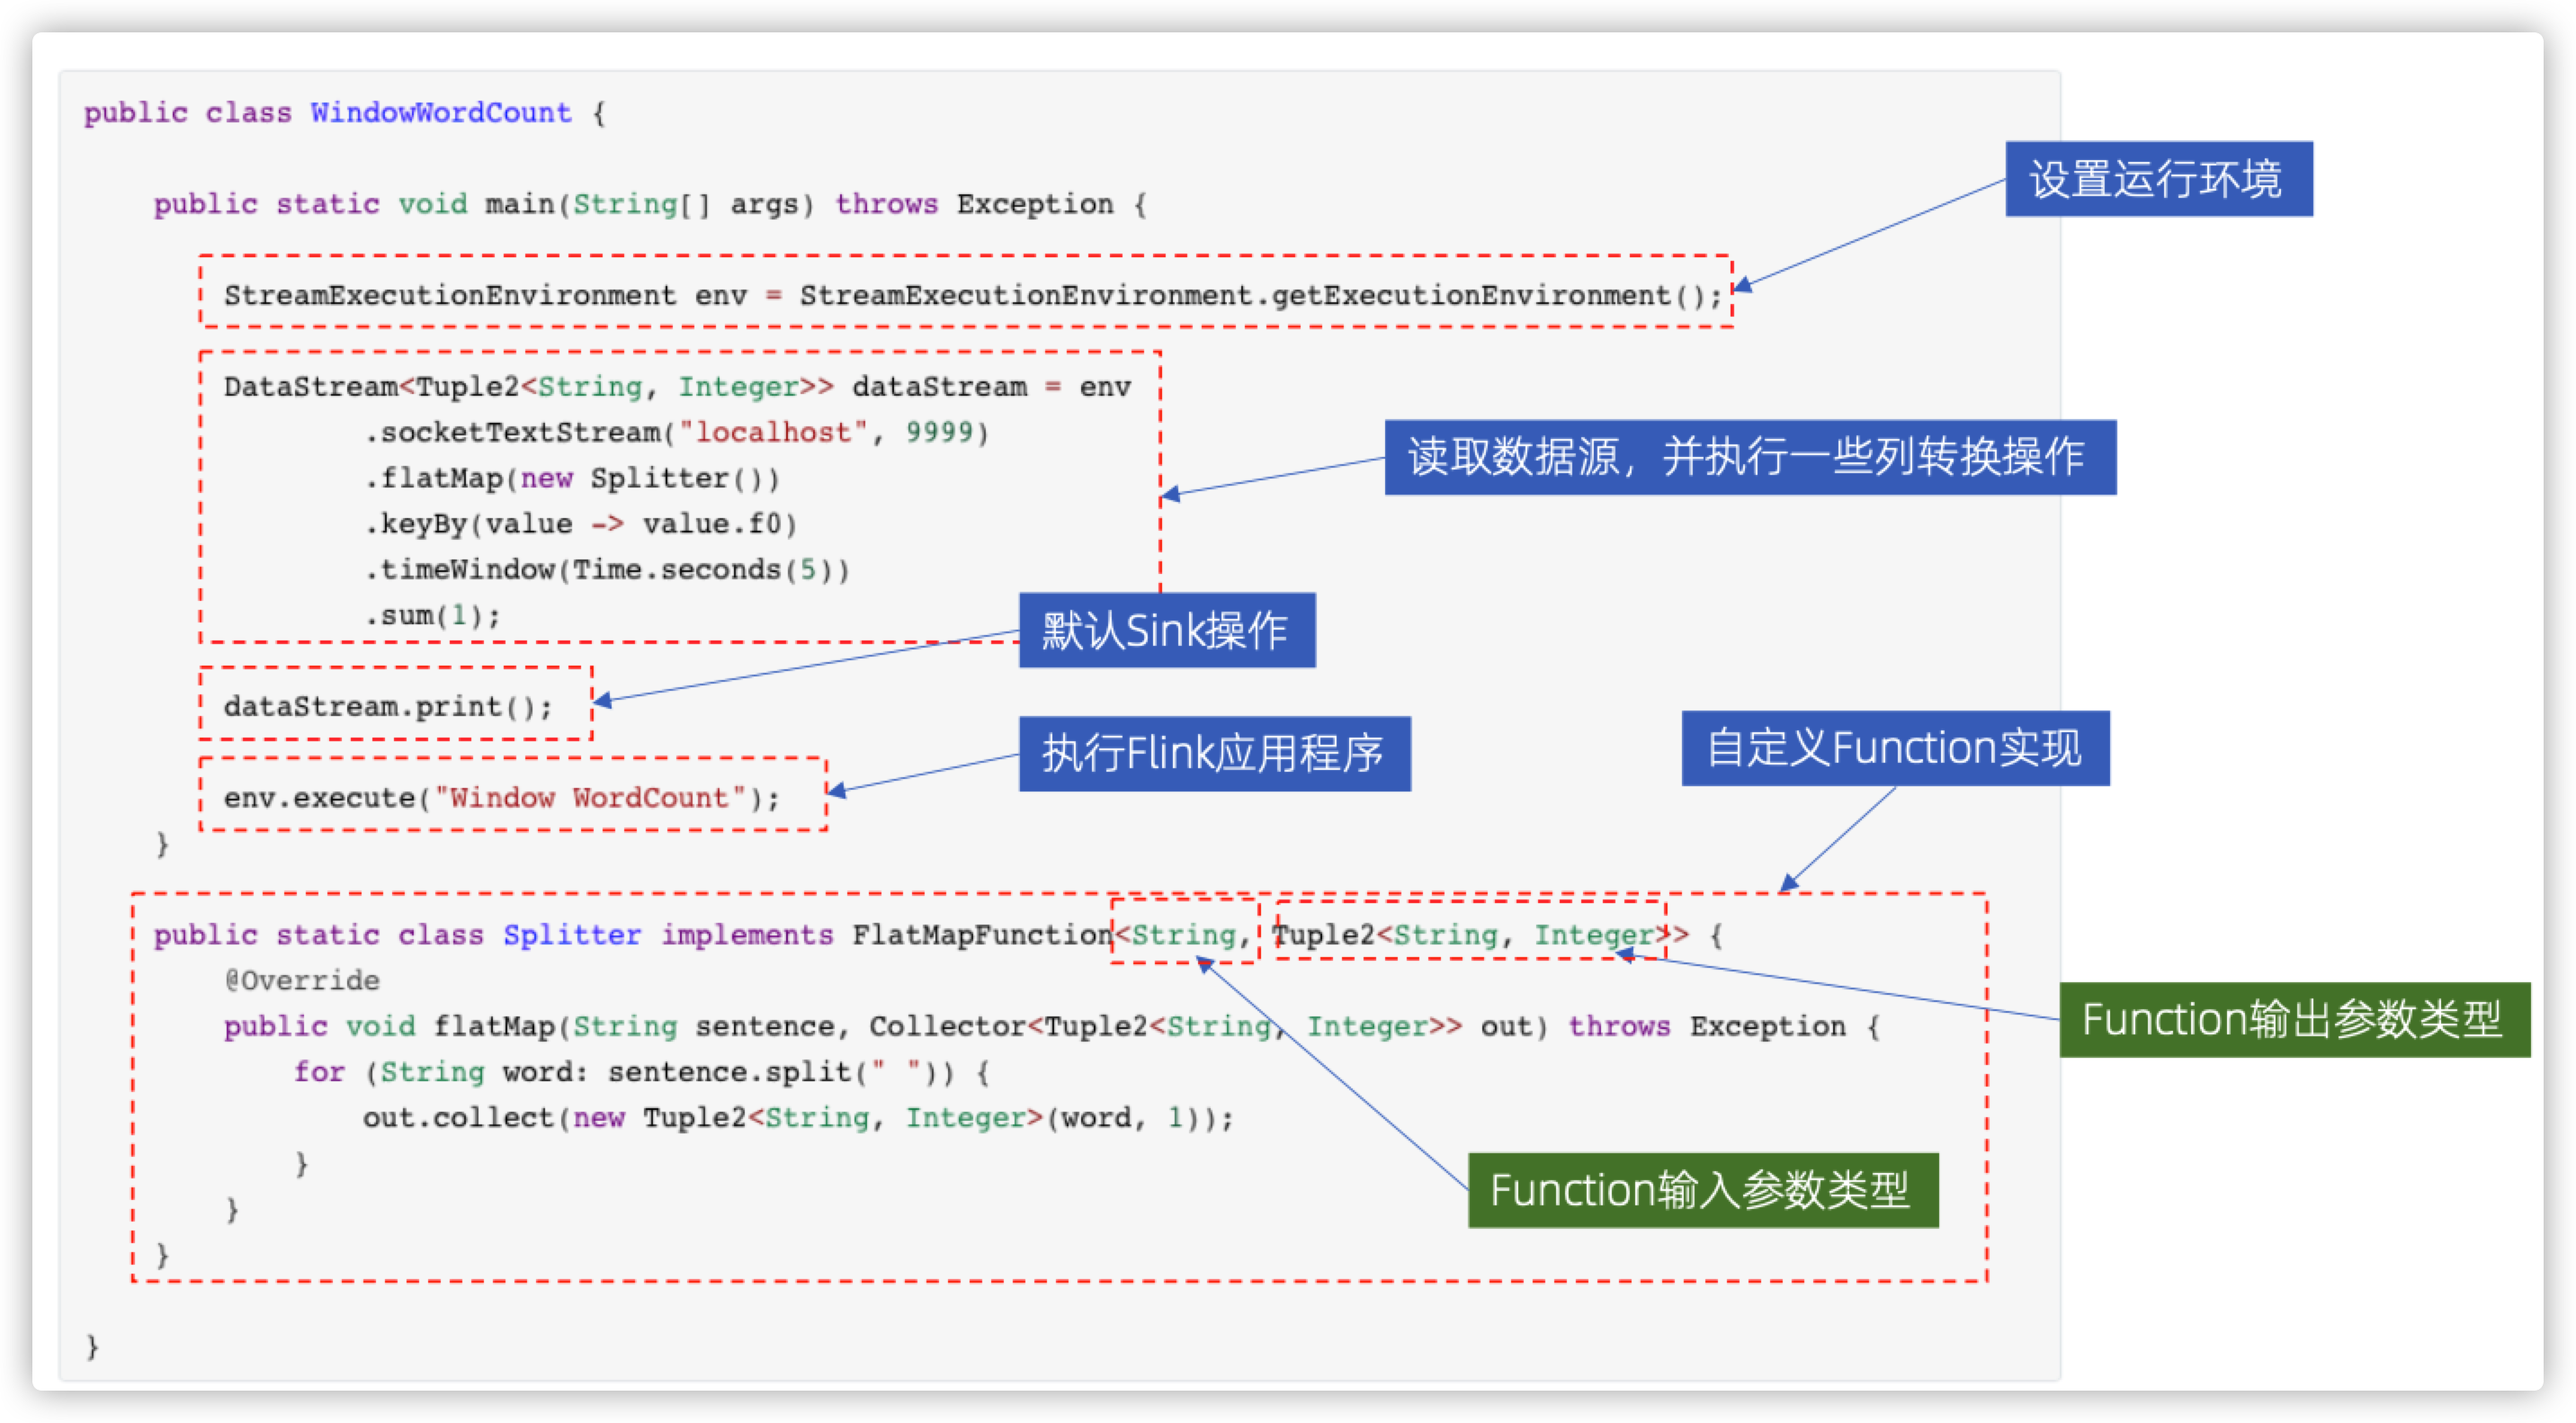 public class WindowWordCount {
public static void main(String[] args) throws Exception {
设置运行环境
StreamExecutionEnvironment env = StreamExecutionEnvironment.getExecutionEnvironment();
DataStream<Tuple2<String, Integer>> dataStream = env
.socketTextStream("localhost", 9999)
.flatMap(new Splitter())
.keyBy(value -> value.f0)
.timeWindow(Time.seconds(5))
.sum(1);
读取数据源，并执行一些列转换操作
默认Sink操作
dataStream.print();
执行Flink应用程序
env.execute("Window WordCount");
}
自定义Function实现
public static class Splitter implements FlatMapFunction<String, Tuple2<String, Integer>> {
@Override
public void flatMap(String sentence, Collector<Tuple2<String, Integer>> out) throws Exception {
for (String word: sentence.split(" ")) {
out.collect(new Tuple2<String, Integer>(word, 1));
}
}
}
Function输出参数类型
Function输入参数类型
}